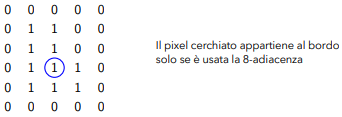 0 0 0 0 0
0 1 1 0 0
0 1 1 0 0
0 1 1 1 0
0 1 1 1 0
0 0 0 0 0
Il pixel cerchiato appartiene al bordo
solo se è usata la 8-adiacenza